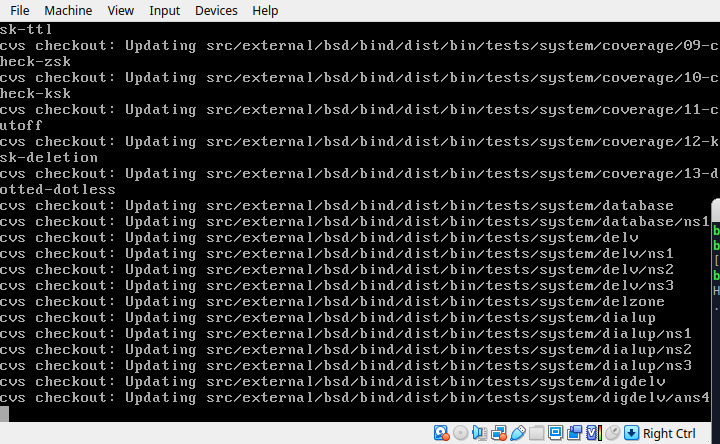 File Machine View Input Devices Help
sk-ttl
cvs checkout: Updating src/external/bsd/bind/dist/bin/tests/system/coverage/09-c
heck-zsk
cvs checkout: Updating src/external/bsd/bind/dist/bin/tests/system/coverage/10-c
heck-ksk
cvs checkout: Updating src/external/bsd/bind/dist/bin/tests/system/coverage/11-c
utoff
cvs checkout: Updating src/external/bsd/bind/dist/bin/tests/system/coverage/12-k
sk-deletion
cvs checkout: Updating src/external/bsd/bind/dist/bin/tests/system/coverage/13-d
otted-dotless
cvs checkout: Updating src/external/bsd/bind/dist/bin/tests/system/database
cvs checkout: Updating src/external/bsd/bind/dist/bin/tests/system/database/ns1
cvs checkout: Updating src/external/bsd/bind/dist/bin/tests/system/delv
cvs checkout: Updating src/external/bsd/bind/dist/bin/tests/system/delv/ns1
cvs checkout: Updating src/external/bsd/bind/dist/bin/tests/system/delv/ns2
cvs checkout: Updating src/external/bsd/bind/dist/bin/tests/system/delv/ns3
cvs checkout: Updating src/external/bsd/bind/dist/bin/tests/system/delzone
cvs checkout: Updating src/external/bsd/bind/dist/bin/tests/system/dialup
cvs checkout: Updating src/external/bsd/bind/dist/bin/tests/system/dialup/ns1
cvs checkout: Updating src/external/bsd/bind/dist/bin/tests/system/dialup/ns2
cvs checkout: Updating src/external/bsd/bind/dist/bin/tests/system/dialup/ns3
cvs checkout: Updating src/external/bsd/bind/dist/bin/tests/system/digdelv
cvs checkout: Updating src/external/bsd/bind/dist/bin/tests/system/digdelv/ans4
b
b
[
b
H
.
Right Ctrl